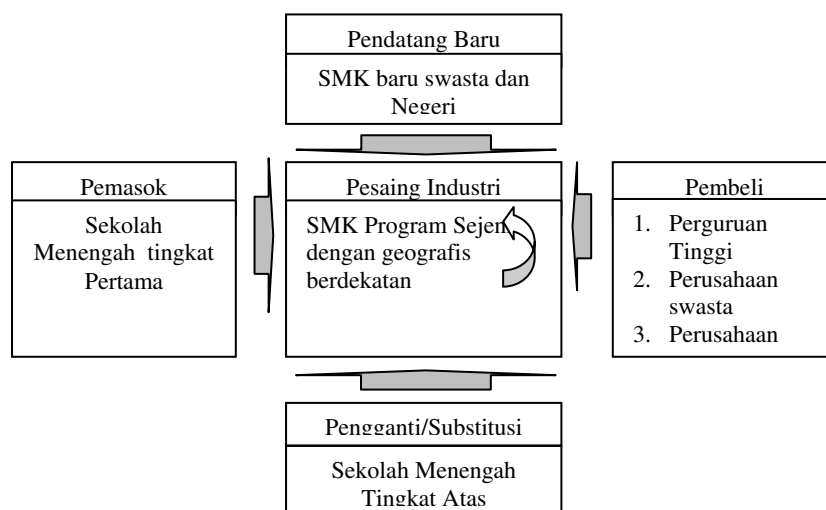 Pendatang Baru
SMK baru swasta dan
Negeri
Pemasok
Sekolah
Menengah tingkat
Pertama
Pesaing Industri
SMK Program Sejen
dengan geografis
berdekatan
Pembeli
1. Perguruan
Tinggi
2. Perusahaan
swasta
3. Perusahaan
Pengganti/Substitusi
Sekolah Menengah
Tingkat Atas